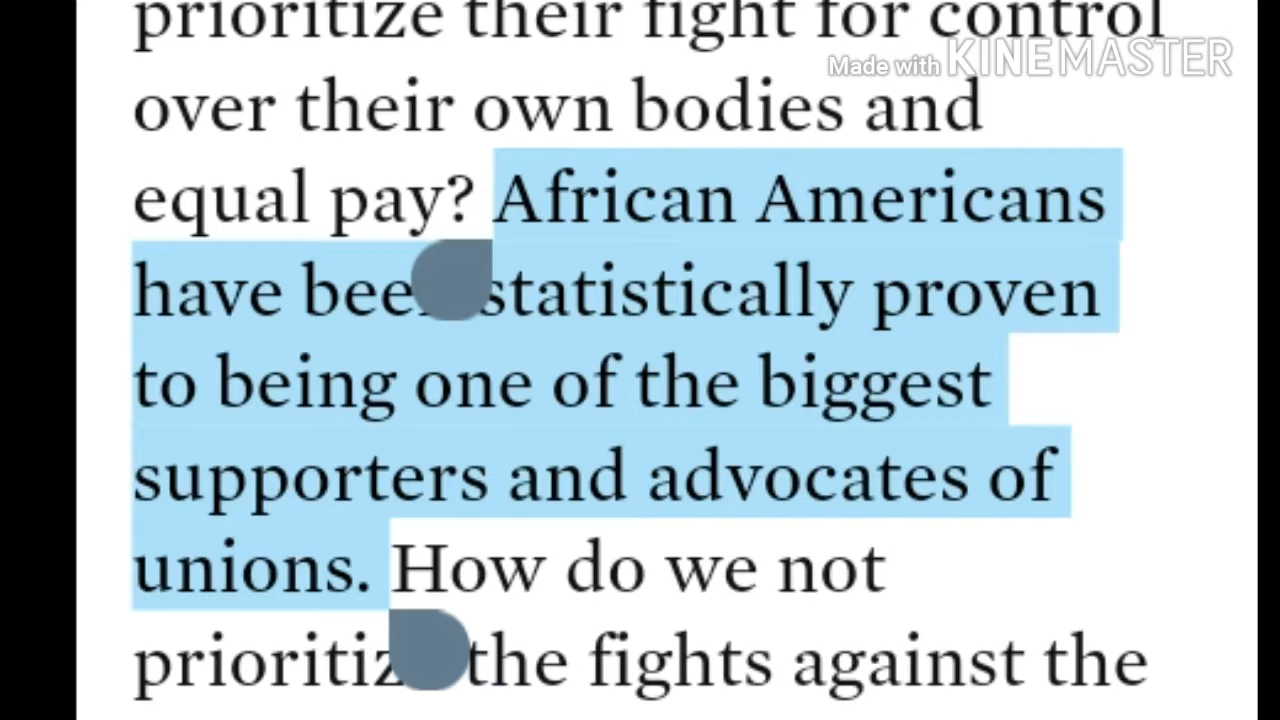 prioritize their fight for control
Made with KINEMASTER
over their own bodies and
equal pay? African Americans
have been statistically proven
to being one of the biggest
supporters and advocates of
unions. How do we not
prioritize the fights against the